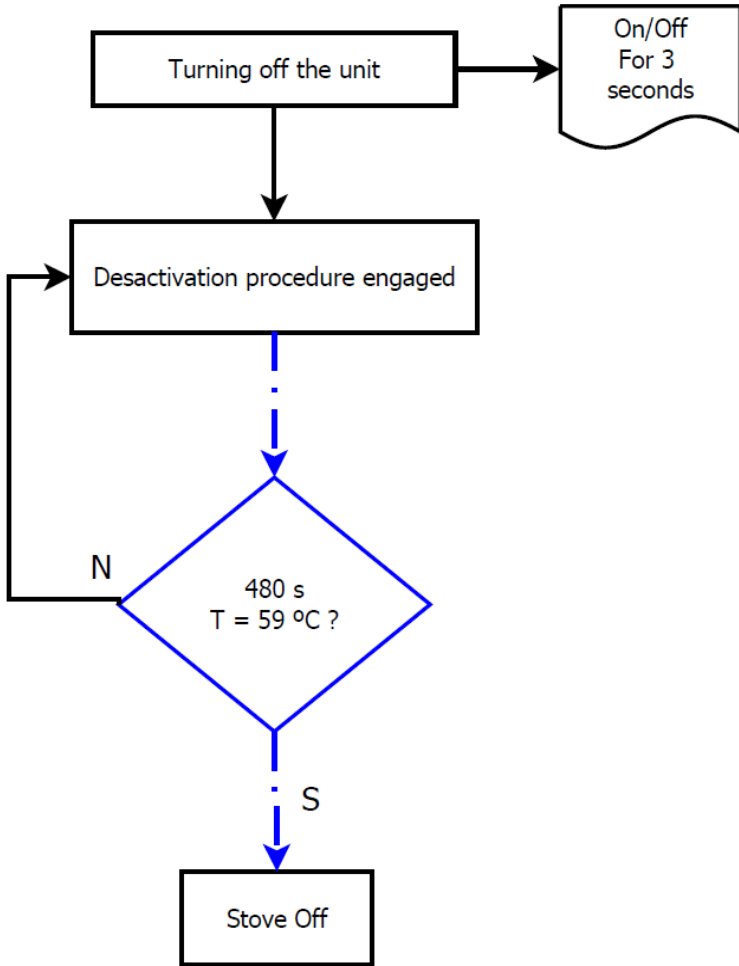 Turning off the unit
On/Off
For 3
seconds
Desactivation procedure engaged
N
480 s
T = 59 ºC ?
S
Stove Off